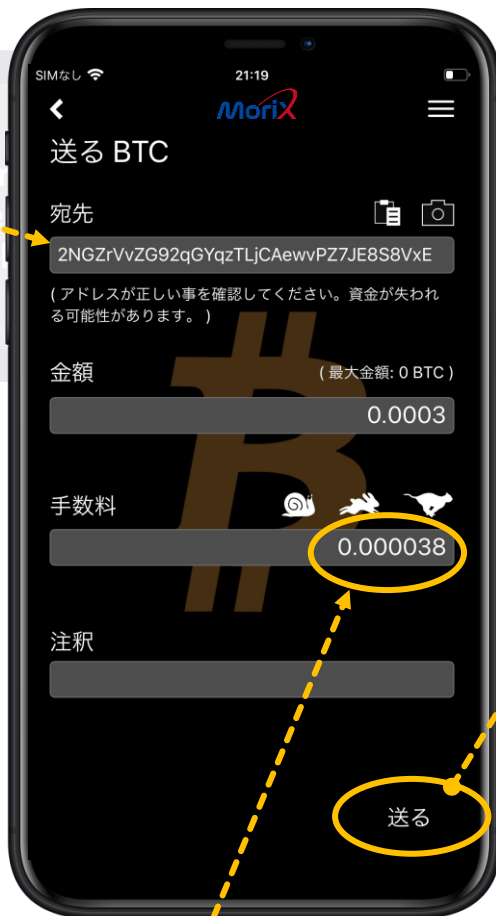 SIMなし
21:19
MoriX
送る BTC
宛先
2NGZrVvZG92qGYqzTLjCAewvPZ7JE8S8VxE
( アドレスが正しい事を確認してください。資金が失われ
る可能性があります。 )
金額
( 最大金額: 0 BTC )
0.0003
手数料
0.000038
注釈
送る